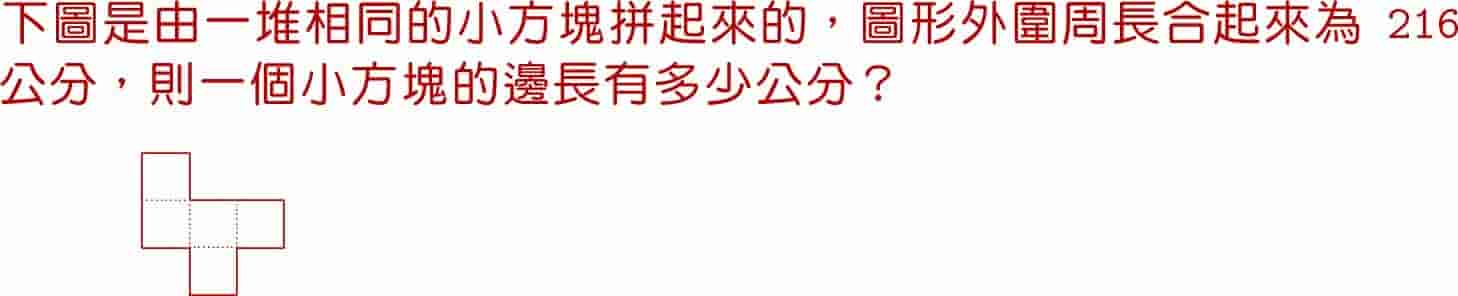 下圖是由一堆相同的小方塊拼起來的，圖形外圍周長合起來為 216
公分，則一個小方塊的邊長有多少公分？